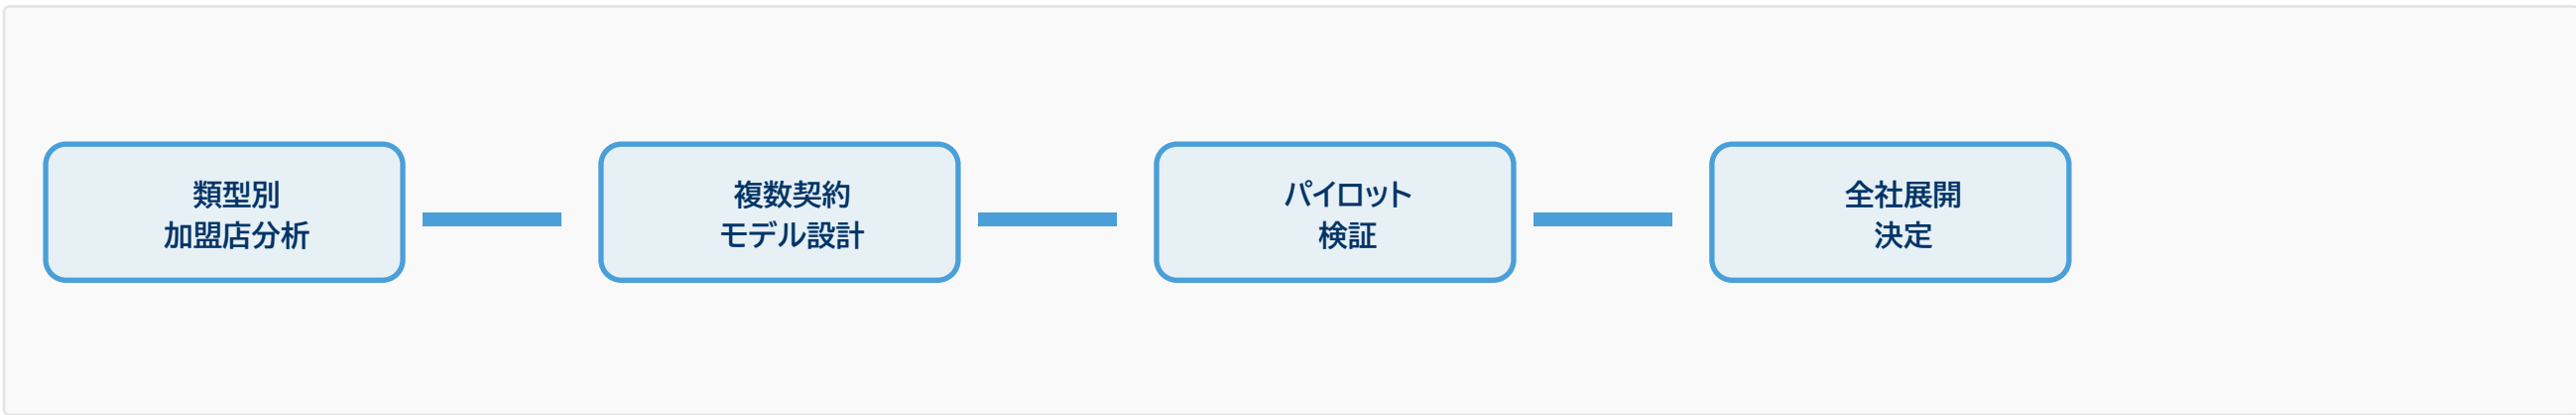 類型別
加盟店分析
複数契約
モデル設計
パイロット
検証
全社展開
決定